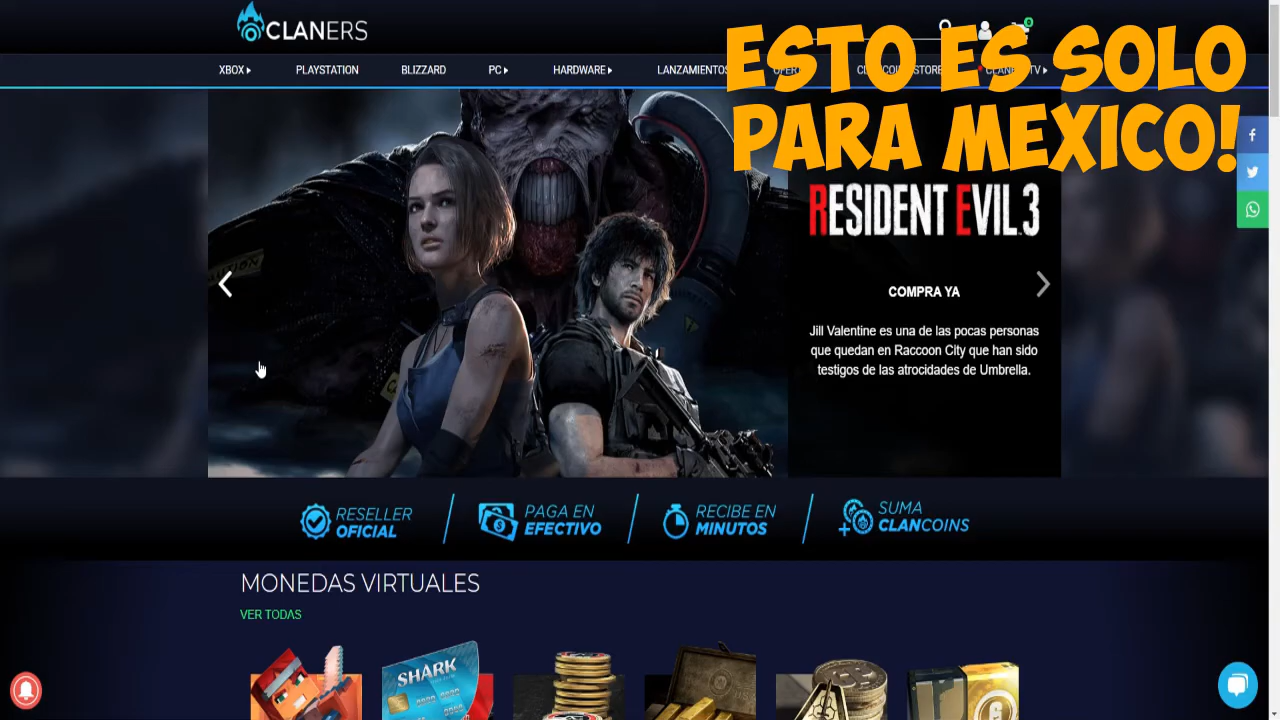 CLANERS
ESTO ES SOLO
PARA MEXICO!
0
XBOX
PLAYSTATION
BLIZZARD
PC
HARDWARE
LANZAMIENTOS
RESIDENT EVIL 3
COMPRA YA
Jill Valentine es una de las pocas personas
que quedan en Raccoon City que han sido
testigos de las atrocidades de Umbrella.
RESELLER
OFICIAL
PAGA EN
EFECTIVO
RECIBE EN
MINUTOS
SUMA
CLANCOINS
MONEDAS VIRTUALES
VER TODAS
SHARK